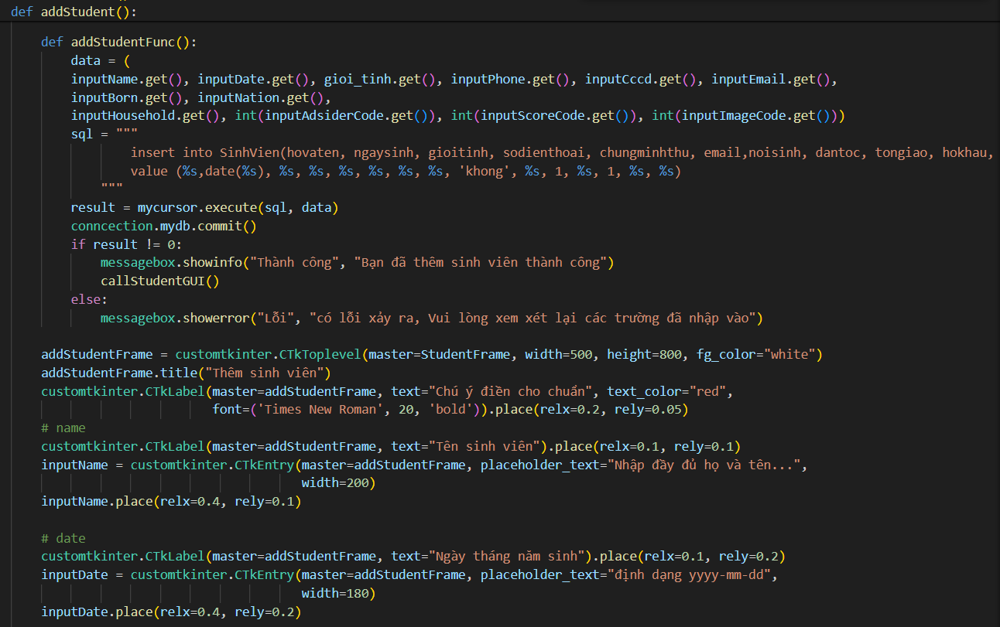 def addStudent():
def addStudentFunc():
data = (
inputName.get(), inputDate.get(), gioi_tinh.get(), inputPhone.get(), inputCccd.get(), inputEmail.get(),
inputBorn.get(), inputNation.get(),
inputHousehold.get(), int(inputAdsiderCode.get()), int(inputScoreCode.get()), int(inputImageCode.get()))
sql = """
insert into SinhVien(hovaten, ngaysinh, gioitinh, sodienthoai, chungminhthu, email,noisinh, dantoc, tongiao, hokhau,
value (%s,date(%s), %s, %s, %s, %s, %s, %s, 'khong', %s, 1, %s, 1, %s, %s)
"""
result = mycursor.execute(sql, data)
conncection.mydb.commit()
if result != 0:
messagebox.showinfo("Thành công", "Bạn đã thêm sinh viên thành công")
callStudentGUI()
else:
messagebox.showerror("Lỗi", "có lỗi xảy ra, Vui lòng xem xét lại các trường đã nhập vào")
addStudentFrame = customtkinter.CTkToplevel(master=StudentFrame, width=500, height=800, fg_color="white")
addStudentFrame.title("Thêm sinh viên")
customtkinter.CTkLabel(master=addStudentFrame, text="Chú ý điền cho chuẩn", text_color="red",
font=('Times New Roman', 20, 'bold')).place(relx=0.2, rely=0.05)
# name
customtkinter.CTkLabel(master=addStudentFrame, text="Tên sinh viên").place(relx=0.1, rely=0.1)
inputName = customtkinter.CTkEntry(master=addStudentFrame, placeholder_text="Nhập đầy đủ họ và tên...",
width=200)
inputName.place(relx=0.4, rely=0.1)
# date
customtkinter.CTkLabel(master=addStudentFrame, text="Ngày tháng năm sinh").place(relx=0.1, rely=0.2)
inputDate = customtkinter.CTkEntry(master=addStudentFrame, placeholder_text="định dạng yyyy-mm-dd",
width=180)
inputDate.place(relx=0.4, rely=0.2)